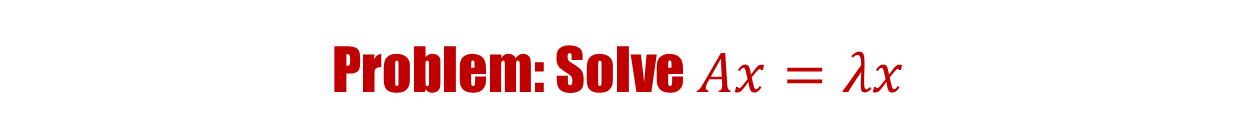 Problem: Solve 𝐴𝑥 = 𝜆𝑥